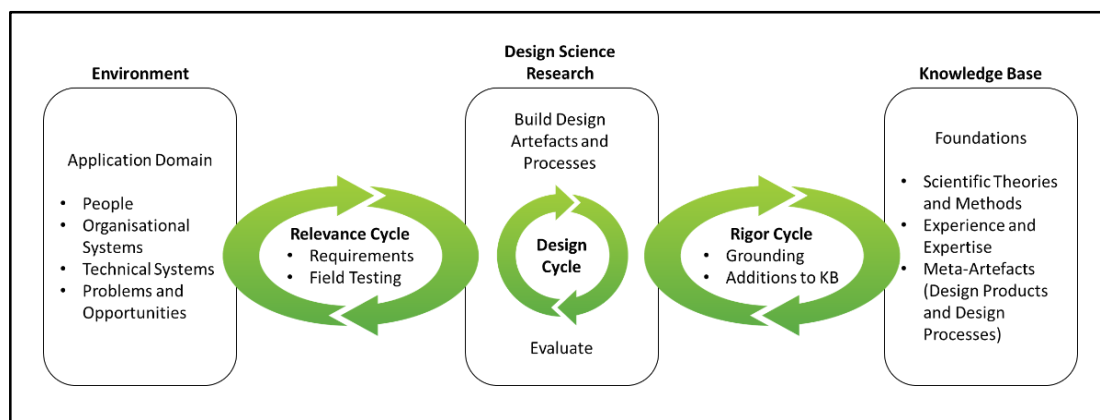 Environment
Application Domain
• People
• Organisational
Systems
• Technical Systems
• Problems and
Opportunities
Relevance Cycle
• Requirements
• Field Testing
Design Science
Research
Build Design
Artefacts and
Processes
Design
Cycle
Evaluate
Rigor Cycle
• Grounding
• Additions to KB
Knowledge Base
Foundations
• Scientific Theories
and Methods
• Experience and
Expertise
• Meta-Artefacts
(Design Products
and Design
Processes)